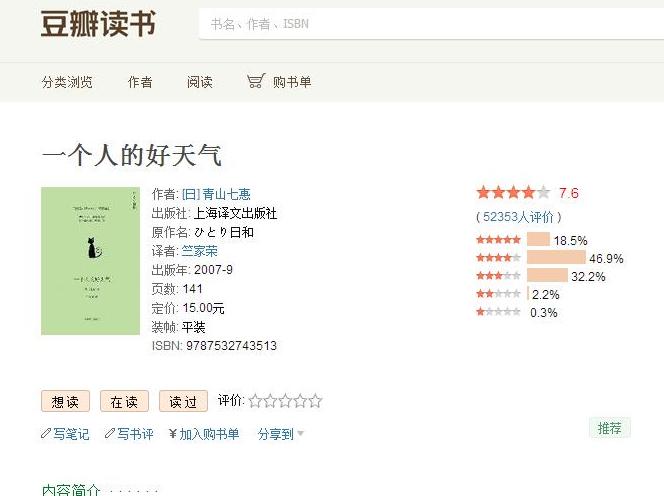 豆瓣读书
书名、作者、ISBN
分类浏览 作者 阅读 购书单
一个人的好天气
作者: [日] 青山七惠
出版社: 上海译文出版社
原作名: ひとり日和
译者: 竺家荣
出版年: 2007-9
页数: 141
定价: 15.00元
装帧: 平装
ISBN: 9787532743513
7.6
( 52353人评价 )
18.5%
46.9%
32.2%
2.2%
0.3%
想读 在读 读过 评价:
写笔记 写书评 ¥加入购书单 分享到
推荐
内容简介 · · · · · ·